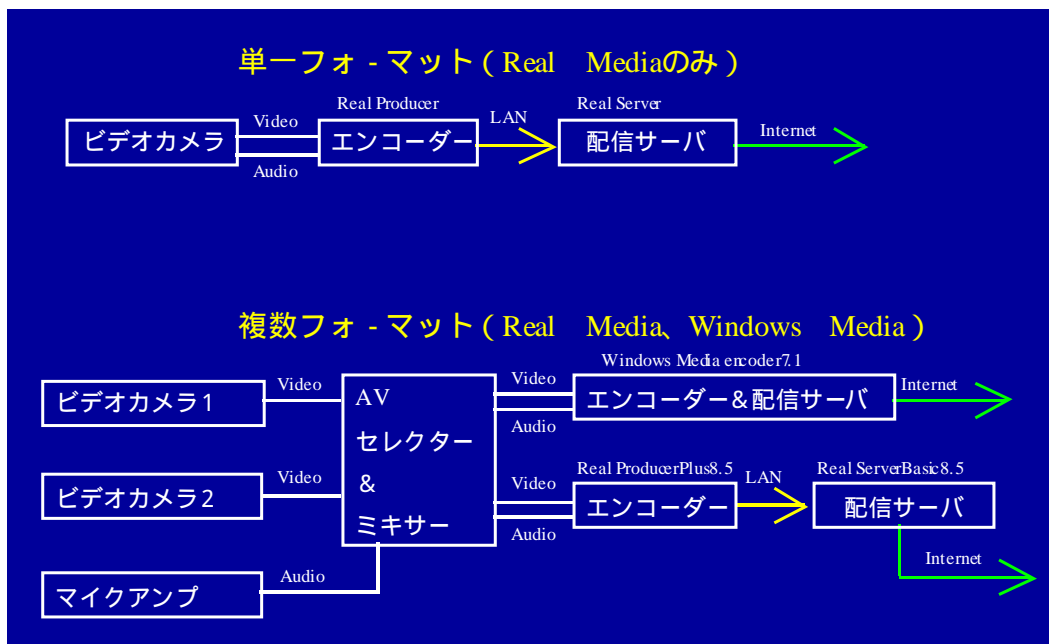 単一フォ-マット(Real Mediaのみ)
Real Producer
LAN
Real Server
ビデオカメラ
Video
Audio
エンコーダー
配信サーバ
Internet
複数フォ-マット(Real Media、Windows Media)
Windows Media encoder7.1
ビデオカメラ1
Video
AV
セレクター
&
ミキサー
Video
Audio
エンコーダー&配信サーバ
Internet
ビデオカメラ2
Video
Video
Audio
Real ProducerPlus8.5
エンコーダー
LAN
Real ServerBasic8.5
配信サーバ
Internet
マイクアンプ
Audio